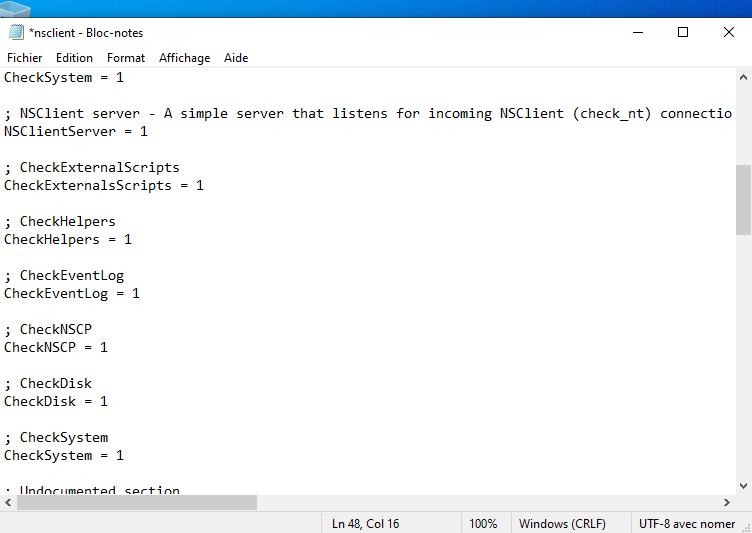 *nsclient - Bloc-notes
Fichier Edition Format Affichage Aide
CheckSystem = 1
; NSClient server - A simple server that listens for incoming NSClient (check_nt) connectio
NSClientServer = 1
; CheckExternalScripts
CheckExternalsScripts = 1
; CheckHelpers
CheckHelpers = 1
; CheckEventLog
CheckEventLog = 1
; CheckNSCP
CheckNSCP = 1
; CheckDisk
CheckDisk = 1
; CheckSystem
CheckSystem = 1
; Undocumented section
Ln 48, Col 16 100% Windows (CRLF) UTF-8 avec nomer